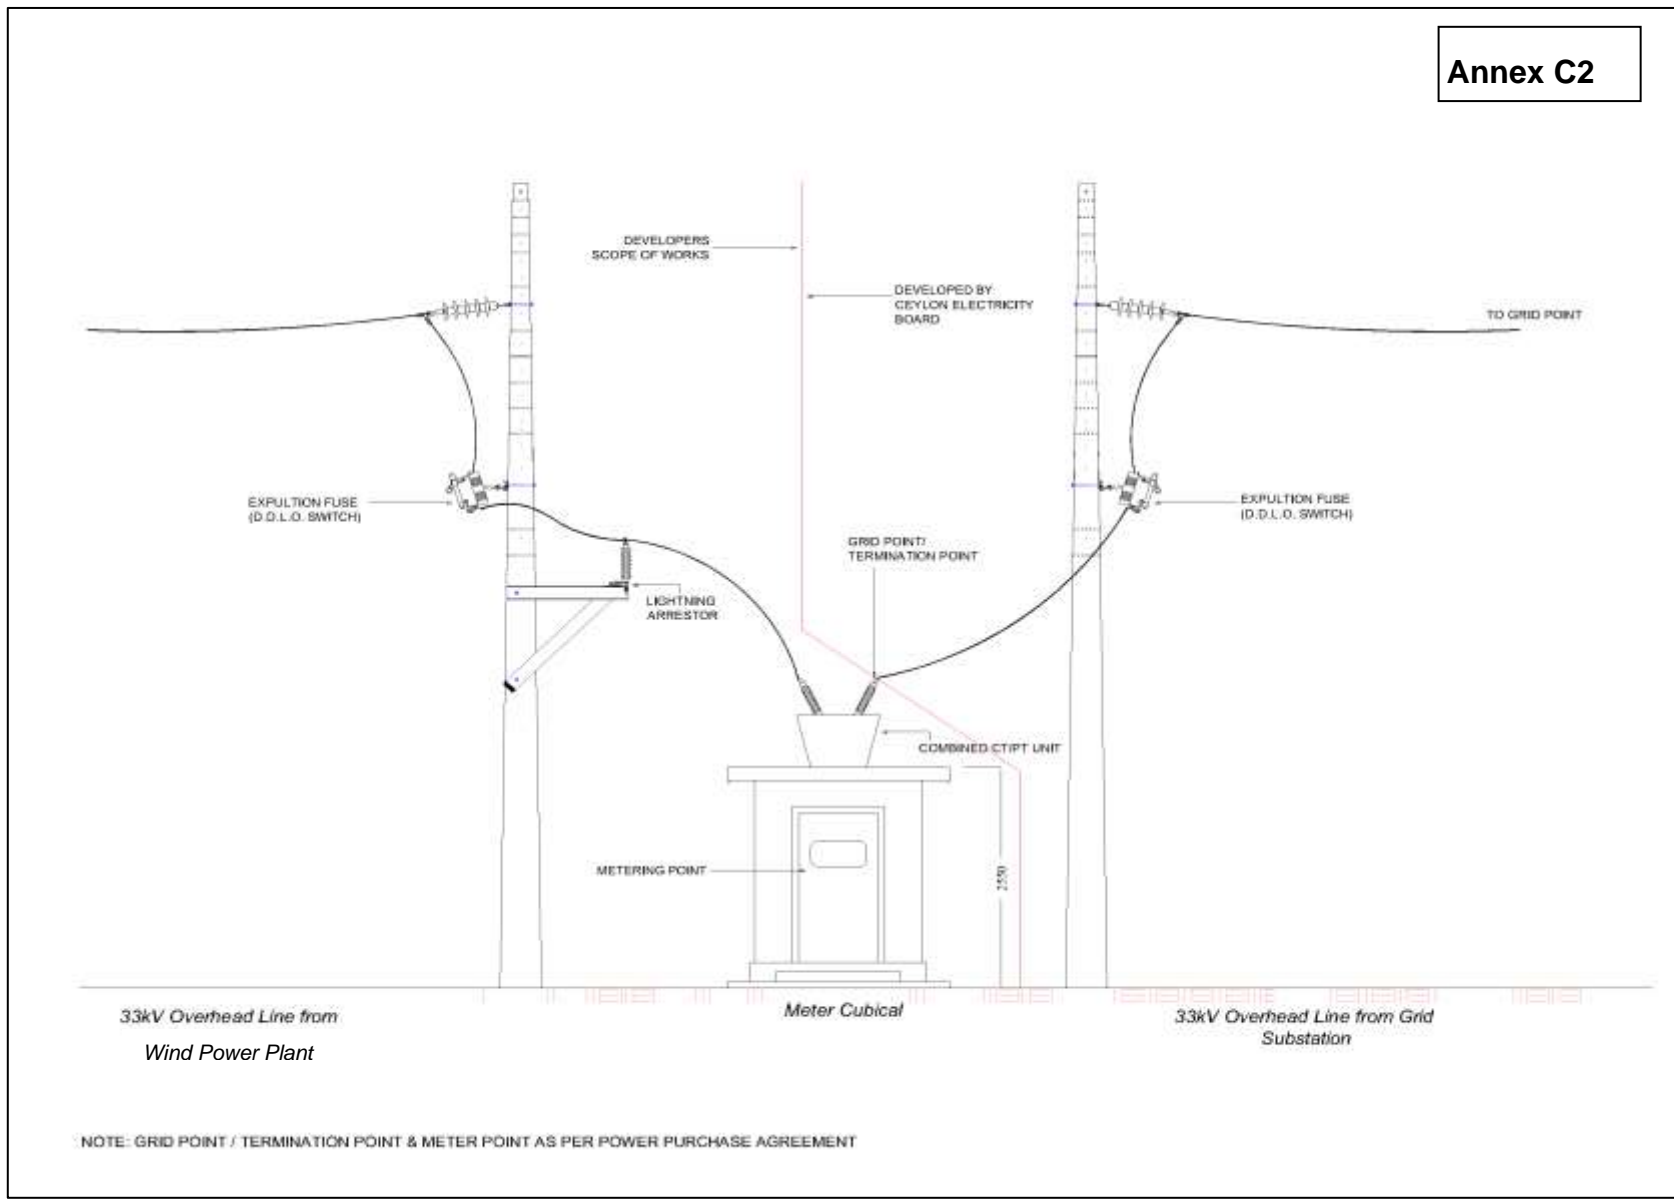 Annex C2
DEVELOPERS
SCOPE OF WORKS
DEVELOPED BY
CEYLON ELECTRICITY
BOARD
TO GRID POINT
EXPULTION FUSE
(D.D.L.O. SWITCH)
EXPULTION FUSE
(D.D.L.O. SWITCH)
GRID POINT/
TERMINATION POINT
LIGHTNING
ARRESTOR
COMBINED CT/PT UNIT
METERING POINT
2550
33kV Overhead Line from
Wind Power Plant
Meter Cubical
33kV Overhead Line from Grid
Substation
NOTE: GRID POINT / TERMINATION POINT & METER POINT AS PER POWER PURCHASE AGREEMENT